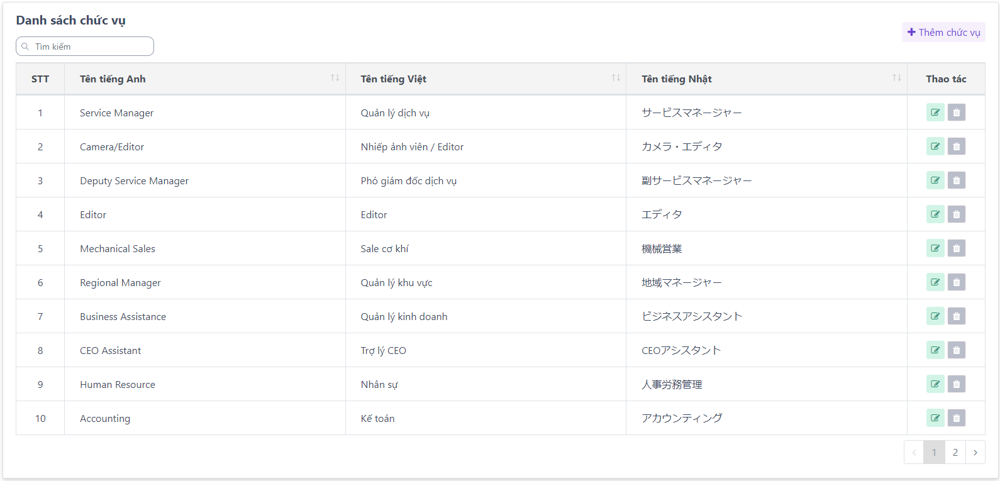 Danh sách chức vụ
Thêm chức vụ
Tìm kiếm
STT Tên tiếng Anh Tên tiếng Việt Tên tiếng Nhật Thao tác
1 Service Manager Quản lý dịch vụ サービスマネージャー
2 Camera/Editor Nhiếp ảnh viên / Editor カメラ・エディタ
3 Deputy Service Manager Phó giám đốc dịch vụ 副サービスマネージャー
4 Editor Editor エディタ
5 Mechanical Sales Sale cơ khí 機械営業
6 Regional Manager Quản lý khu vực 地域マネージャー
7 Business Assistance Quản lý kinh doanh ビジネスアシスタント
8 CEO Assistant Trợ lý CEO CEOアシスタント
9 Human Resource Nhân sự 人事労務管理
10 Accounting Kế toán アカウンティング
1 2